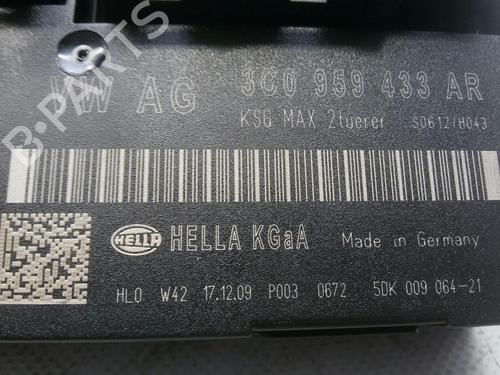 B-PARTS
VW AG 3C0 959 433 AR
KSG MAX 2tuerer S0612/H043
HELLA HELLA KGaA Made in Germany
HLO W42 17.12.09 P003 0672 5DK 009 064-21